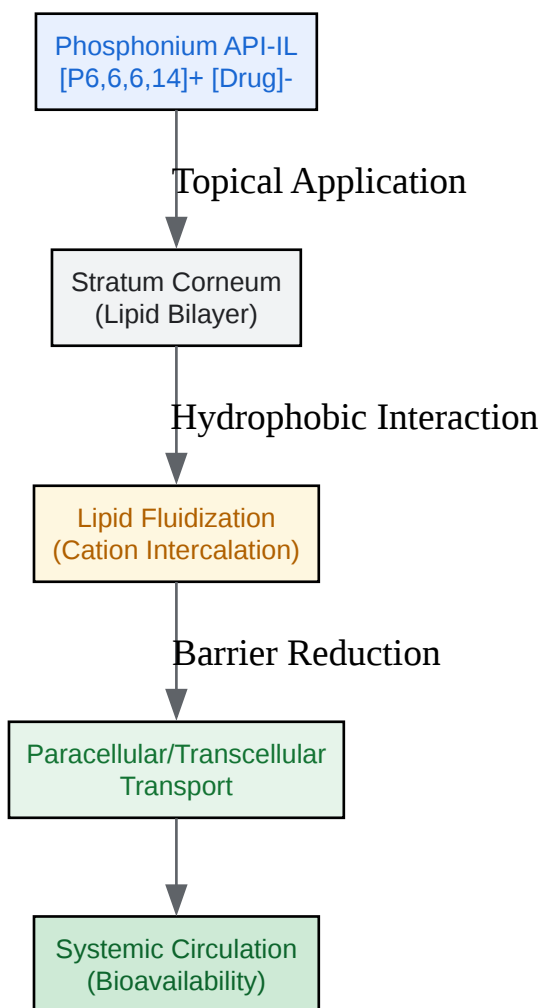 Phosphonium API-IL
[P6,6,6,14]+ [Drug]-
Topical Application
Stratum Corneum
(Lipid Bilayer)
Hydrophobic Interaction
Lipid Fluidization
(Cation Intercalation)
Barrier Reduction
Paracellular/Transcellular
Transport
Systemic Circulation
(Bioavailability)